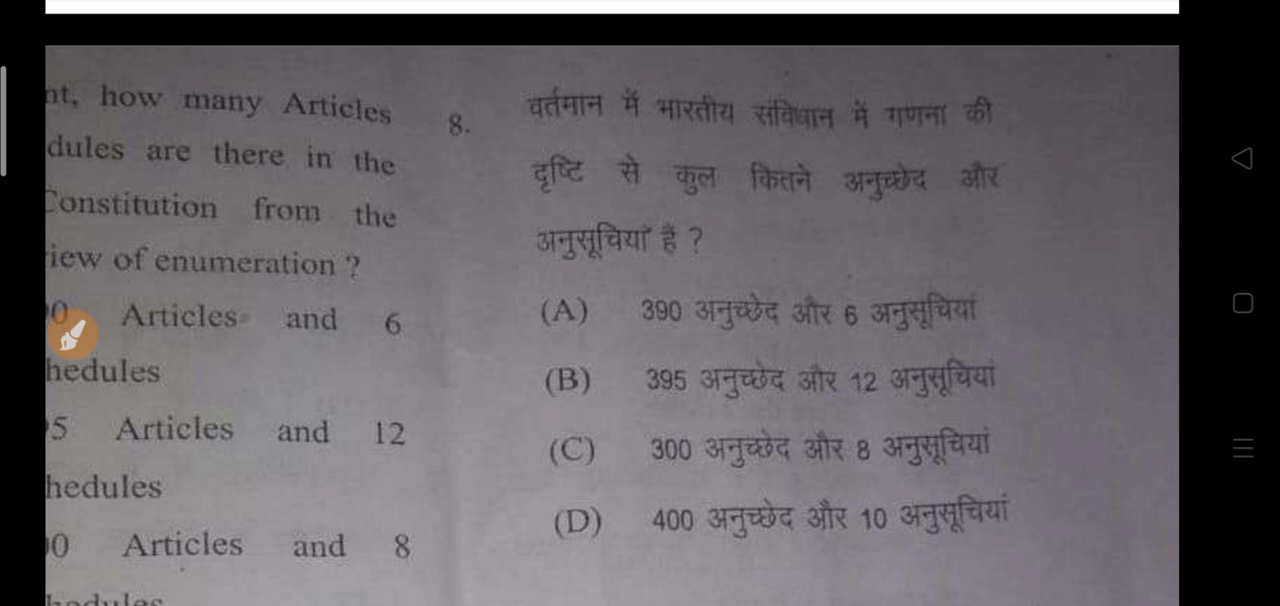 nt, how many Articles
dules are there in the
Constitution from the
iew of enumeration ?
0 Articles and 6
hedules
5 Articles and 12
hedules
0 Articles and 8
hedules
8. वर्तमान में भारतीय संविधान में गणना की
दृष्टि से कुल कितने अनुच्छेद और
अनुसूचियाँ हैं ?
(A) 390 अनुच्छेद और 6 अनुसूचियां
(B) 395 अनुच्छेद और 12 अनुसूचियां
(C) 300 अनुच्छेद और 8 अनुसूचियां
(D) 400 अनुच्छेद और 10 अनुसूचियां